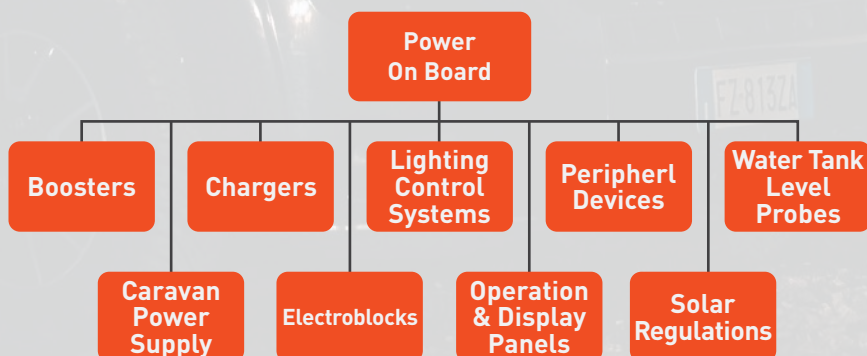 FZ·813ZA
Power
On Board
Boosters
Chargers
Lighting
Control
Systems
Peripherl
Devices
Water Tank
Level
Probes
Caravan
Power
Supply
Electroblocks
Operation
& Display
Panels
Solar
Regulations